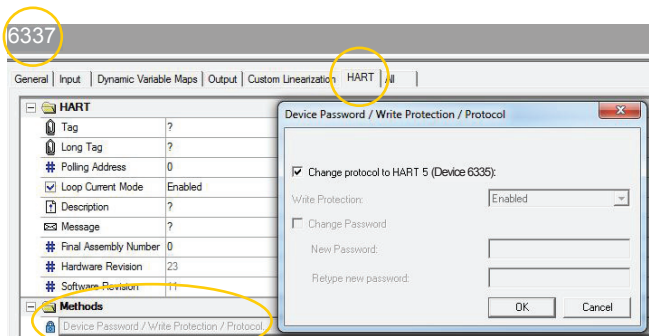 6337
General Input Dynamic Variable Maps Output Custom Linearization HART All
HART
Tag ?
Long Tag ?
Polling Address 0
Loop Current Mode Enabled
Description ?
Message ?
Final Assembly Number 0
Hardware Revision 23
Software Revision 11
Methods
Device Password / Write Protection / Protocol
Device Password / Write Protection / Protocol
Change protocol to HART 5 (Device 6335):
Write Protection: Enabled
Change Password
New Password:
Retype new password:
OK Cancel